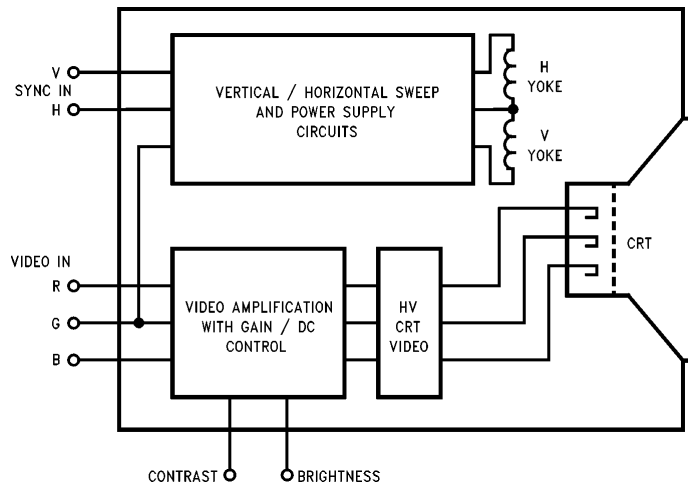 V
SYNC IN
H
VERTICAL / HORIZONTAL SWEEP
AND POWER SUPPLY
CIRCUITS
H
YOKE
V
YOKE
CRT
VIDEO IN
R
G
B
VIDEO AMPLIFICATION
WITH GAIN / DC
CONTROL
HV
CRT
VIDEO
CONTRAST
BRIGHTNESS